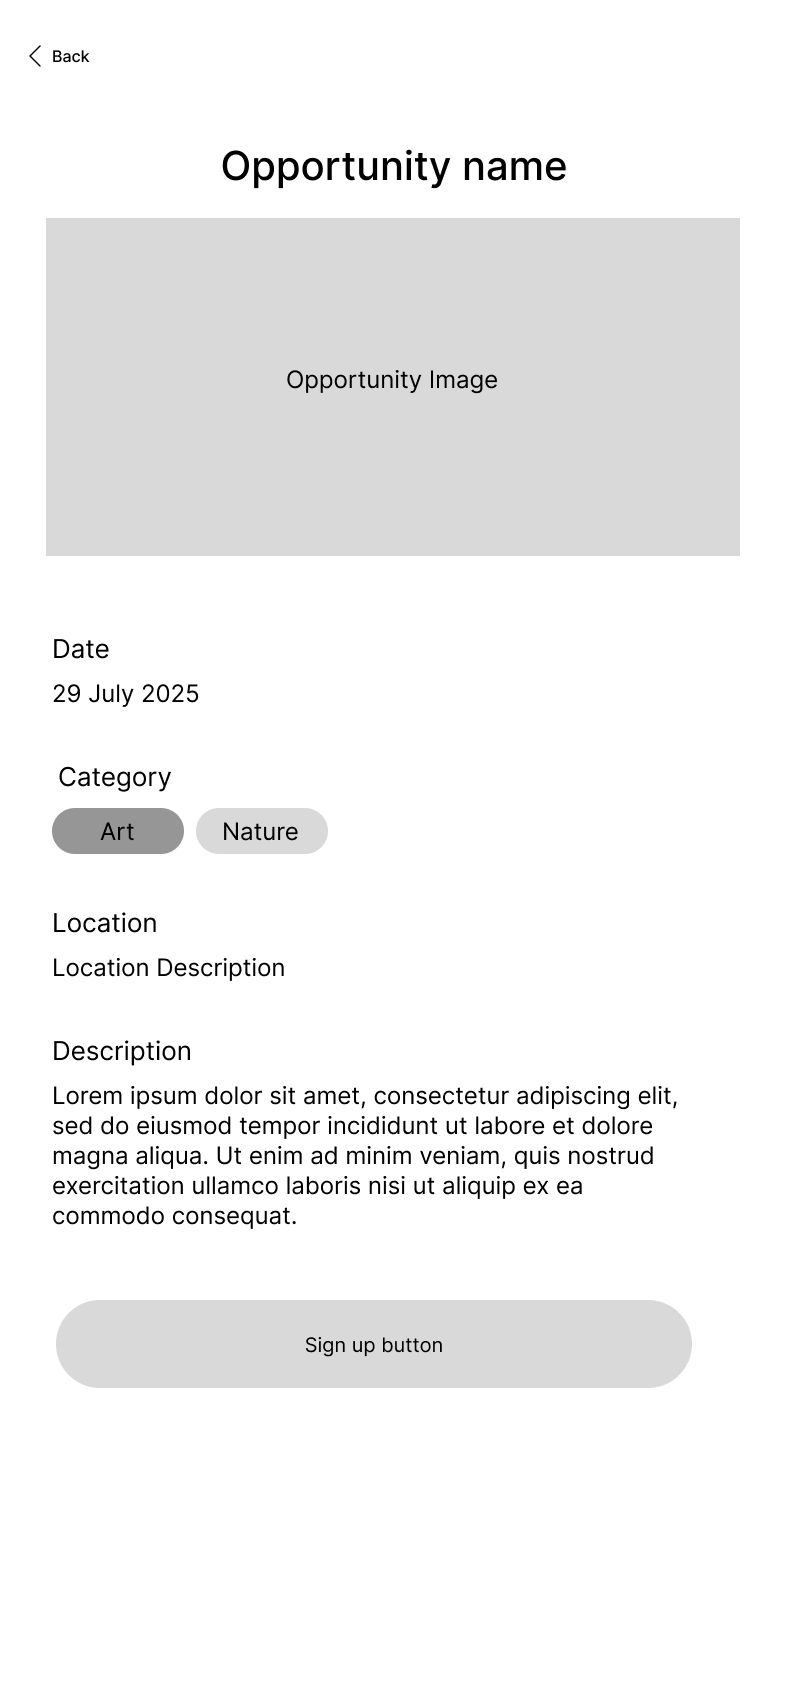 Back
Opportunity name
Opportunity Image
Date
29 July 2025
Category
Art
Nature
Location
Location Description
Description
Lorem ipsum dolor sit amet, consectetur adipiscing elit,
sed do eiusmod tempor incididunt ut labore et dolore
magna aliqua. Ut enim ad minim veniam, quis nostrud
exercitation ullamco laboris nisi ut aliquip ex ea
commodo consequat.
Sign up button